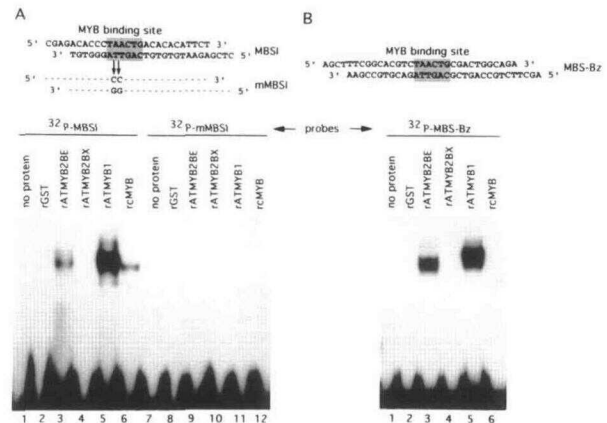 A
MYB binding site
5' CGAGACACCCTAACTGACACACATTCT 3'
3' TGTGGGATTGACTGTGTGTAAGAGCTC 5'
MBSI
5' ----------CC---------------- 3'
3' --------GG------------------ 5'
mMBSI
B
MYB binding site
5' AGCTTTCGGCACGTCTAACTGCGACTGGCAGA 3'
3' AAGCCGTGCAGATTGACGCTGACCGTCTTCGA 5'
MBS-Bz
32P-MBSI
32P-mMBSI
probes
32P-MBS-Bz
no protein
rGST
rATMYB2BE
rATMYB2BX
rATMYB1
rcMYB
no protein
rGST
rATMYB2BE
rATMYB2BX
rATMYB1
rcMYB
no protein
rGST
rATMYB2BE
rATMYB2BX
rATMYB1
rGST
1 2 3 4 5 6 7 8 9 10 11 12
1 2 3 4 5 6